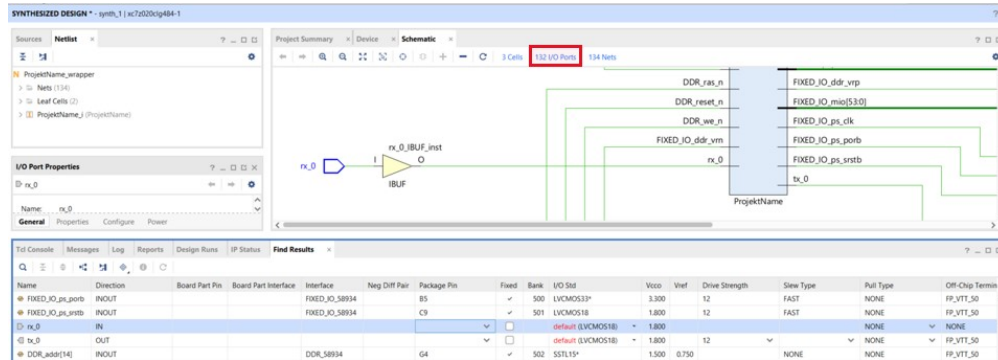 SYNTHESIZED DESIGN * - synth_1 | xc7z020clg484-1
Sources Netlist
ProjektName_wrapper
Nets (134)
Leaf Cells (2)
ProjektName_i (ProjektName)
I/O Port Properties
rx_0
Name: rx_0
General Properties Configure Power
Project Summary Device Schematic
3 Cells 132 I/O Ports 134 Nets
DDR_ras_n FIXED_IO_ddr_vrp
DDR_reset_n FIXED_IO_mio[53:0]
DDR_we_n FIXED_IO_ps_clk
FIXED_IO_ddr_vrn FIXED_IO_ps_porb
rx_0_IBUF_inst
rx_0 I O rx_0 FIXED_IO_ps_srstb
tx_0
IBUF
ProjektName
Tcl Console Messages Log Reports Design Runs IP Status Find Results
Name Direction Board Part Pin Board Part Interface Interface Neg Diff Pair Package Pin Fixed Bank I/O Std Vcco Vref Drive Strength Slew Type Pull Type Off-Chip Termin
FIXED_IO_ps_porb INOUT FIXED_IO_58934 B5 500 LVCMOS33* 3.300 12 FAST NONE FP_VTT_50
FIXED_IO_ps_srstb INOUT FIXED_IO_58934 C9 501 LVCMOS18 1.800 12 FAST NONE FP_VTT_50
rx_0 IN default (LVCMOS18) 1.800 NONE NONE
tx_0 OUT default (LVCMOS18) 1.800 12 NONE FP_VTT_50
DDR_addr[14] INOUT DDR_58934 G4 502 SSTL15* 1.500 0.750 NONE NONE FP_VTT_50